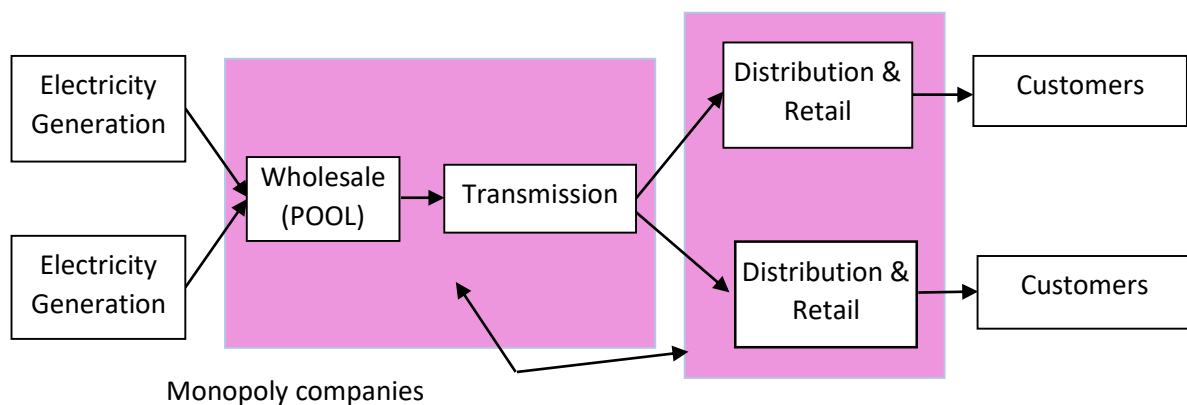 Electricity
Generation
Electricity
Generation
Wholesale
(POOL)
Transmission
Distribution &
Retail
Distribution &
Retail
Customers
Customers
Monopoly companies